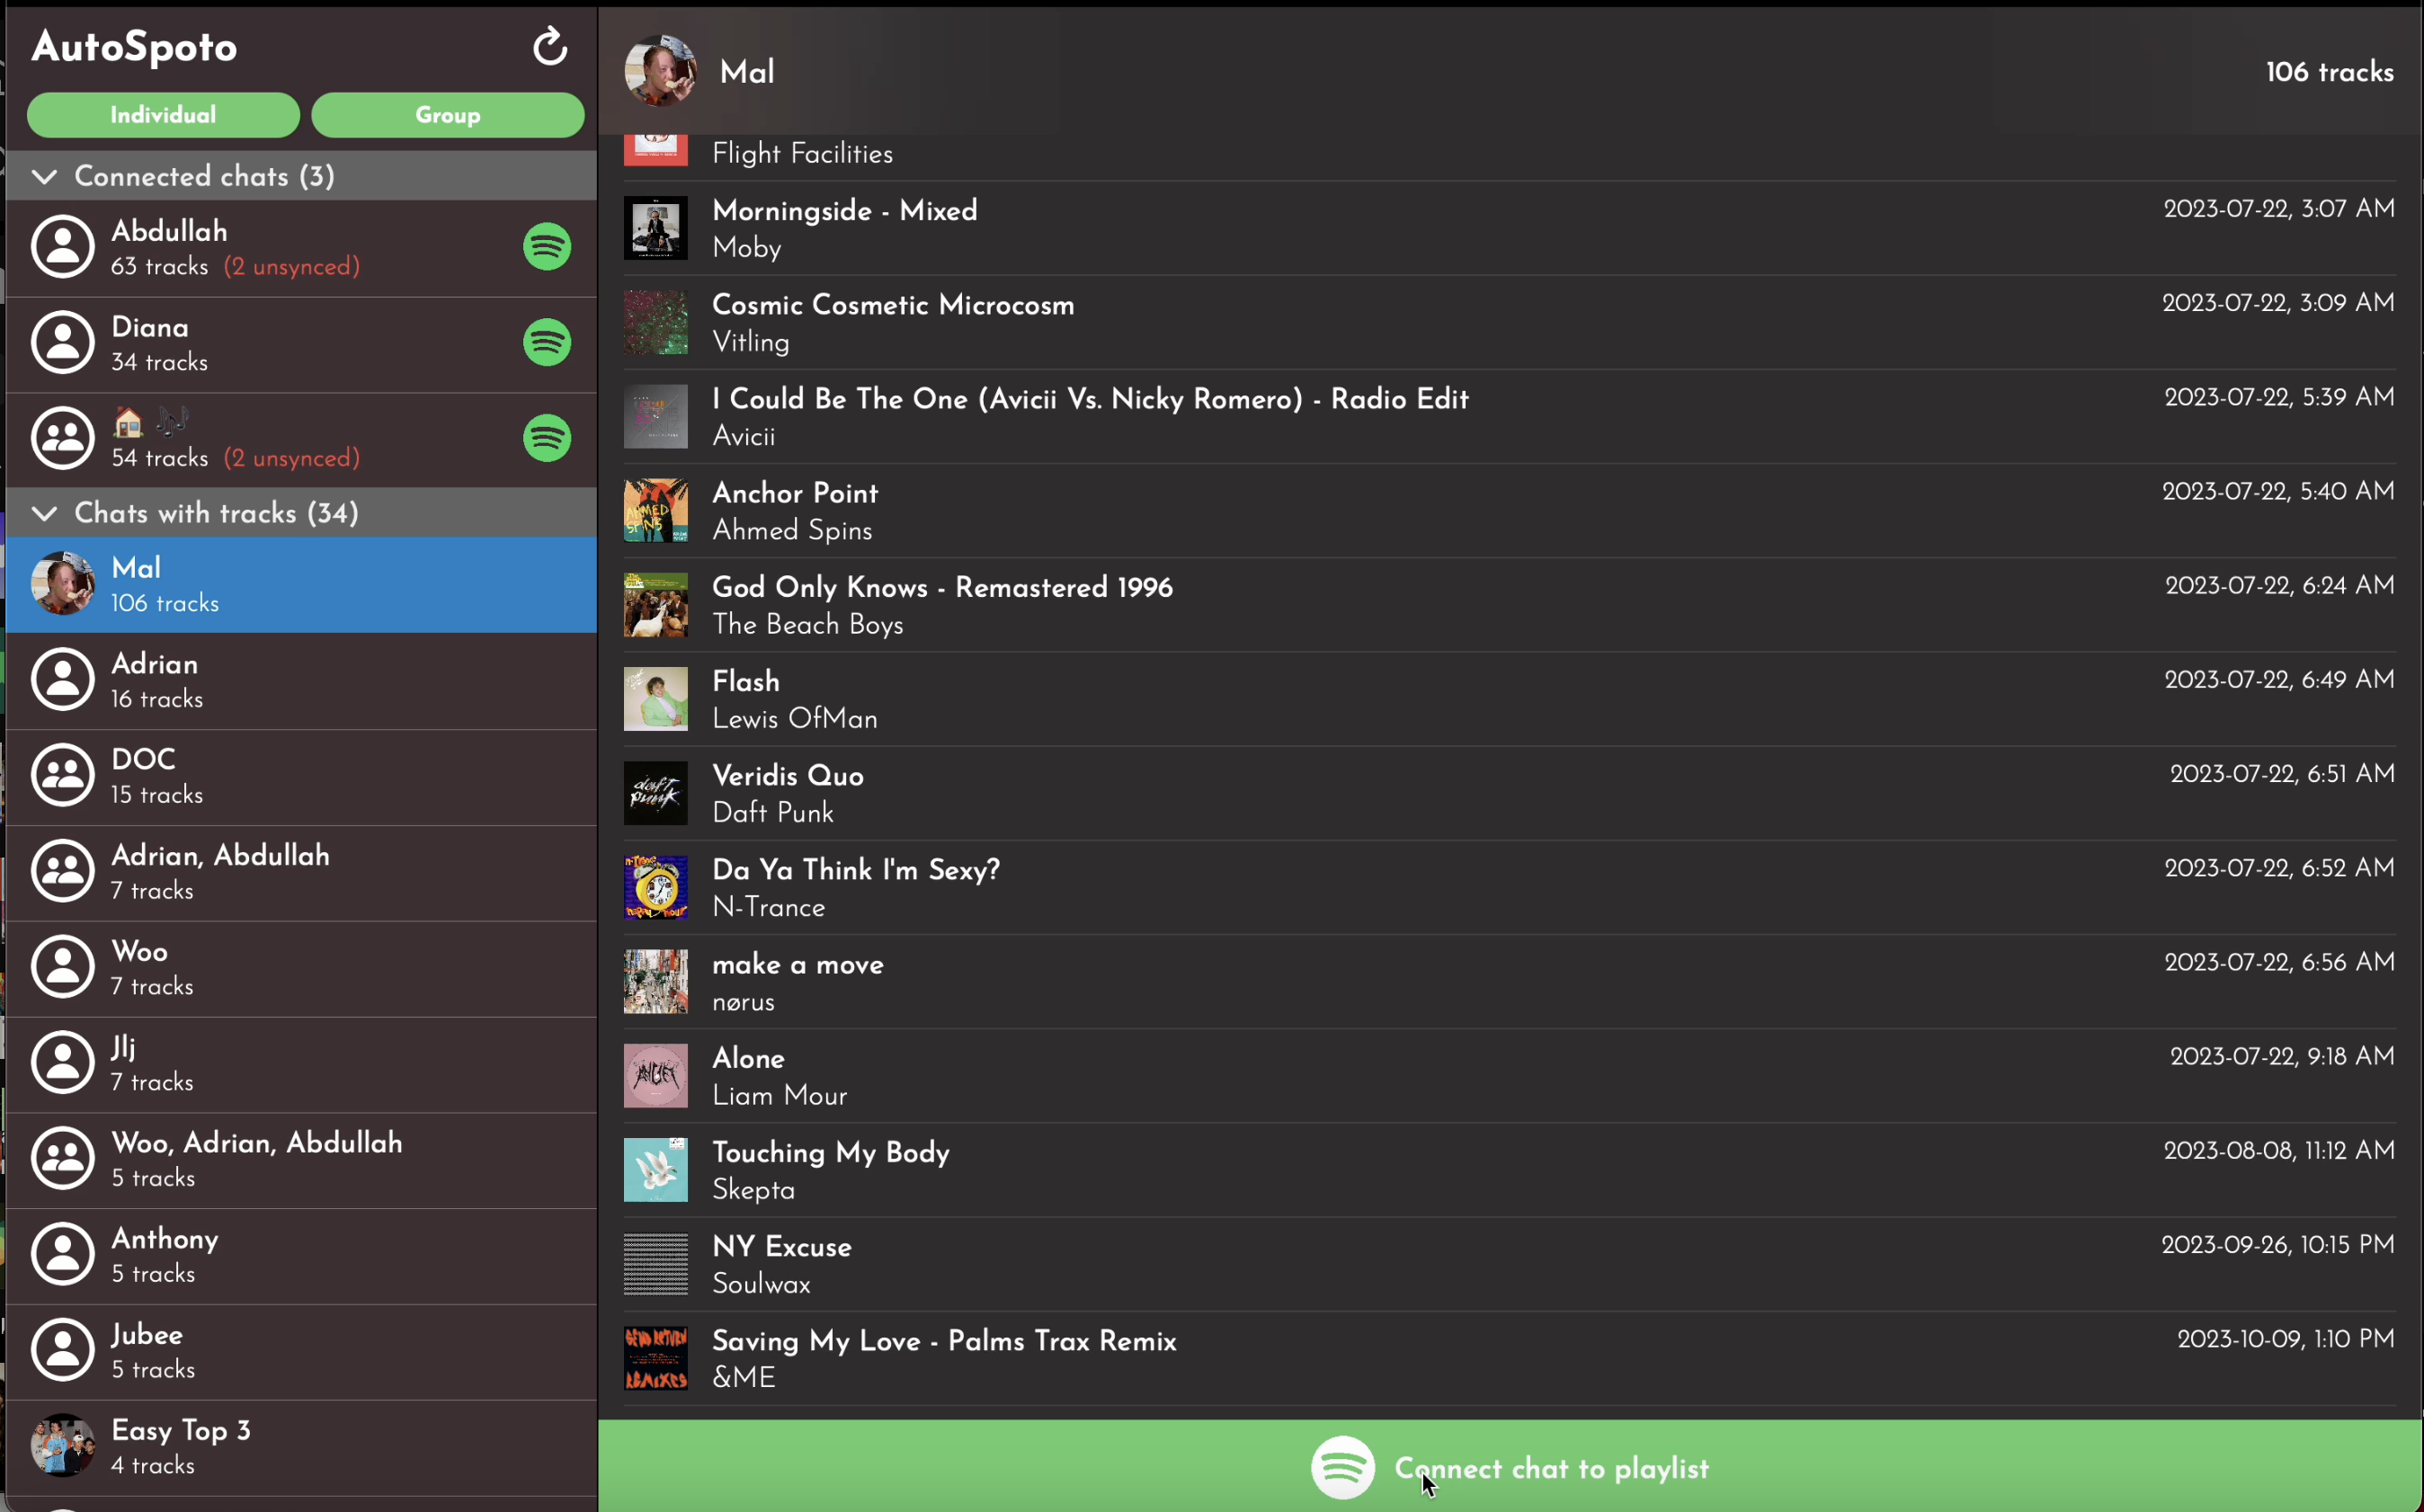 AutoSpoto
Individual
Group
Connected chats (3)
Abdullah
63 tracks (2 unsynced)
Diana
34 tracks
🏠 🎶
54 tracks (2 unsynced)
Chats with tracks (34)
Mal
106 tracks
Adrian
16 tracks
DOC
15 tracks
Adrian, Abdullah
7 tracks
Woo
7 tracks
Jlj
7 tracks
Woo, Adrian, Abdullah
5 tracks
Anthony
5 tracks
Jubee
5 tracks
Easy Top 3
4 tracks
Mal
106 tracks
Flight Facilities
Morningside - Mixed
2023-07-22, 3:07 AM
Moby
Cosmic Cosmetic Microcosm
2023-07-22, 3:09 AM
Vitling
I Could Be The One (Avicii Vs. Nicky Romero) - Radio Edit
2023-07-22, 5:39 AM
Avicii
AHMED
SPINS
Anchor Point
2023-07-22, 5:40 AM
Ahmed Spins
God Only Knows - Remastered 1996
2023-07-22, 6:24 AM
The Beach Boys
Flash
2023-07-22, 6:49 AM
Lewis OfMan
daft
punk
Veridis Quo
2023-07-22, 6:51 AM
Daft Punk
Da Ya Think I'm Sexy?
2023-07-22, 6:52 AM
N-Trance
make a move
2023-07-22, 6:56 AM
nørus
Alone
2023-07-22, 9:18 AM
Liam Mour
Touching My Body
2023-08-08, 11:12 AM
Skepta
NY Excuse
2023-09-26, 10:15 PM
Soulwax
SEND RETURN
REMIXES
Saving My Love - Palms Trax Remix
2023-10-09, 1:10 PM
&ME
Connect chat to playlist